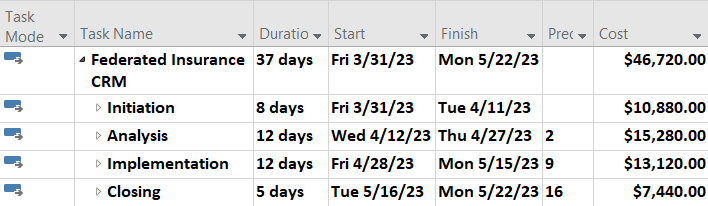 Task Mode Task Name Duratio Start Finish Prec Cost
Federated Insurance CRM 37 days Fri 3/31/23 Mon 5/22/23 $46,720.00
Initiation 8 days Fri 3/31/23 Tue 4/11/23 $10,880.00
Analysis 12 days Wed 4/12/23 Thu 4/27/23 2 $15,280.00
Implementation 12 days Fri 4/28/23 Mon 5/15/23 9 $13,120.00
Closing 5 days Tue 5/16/23 Mon 5/22/23 16 $7,440.00